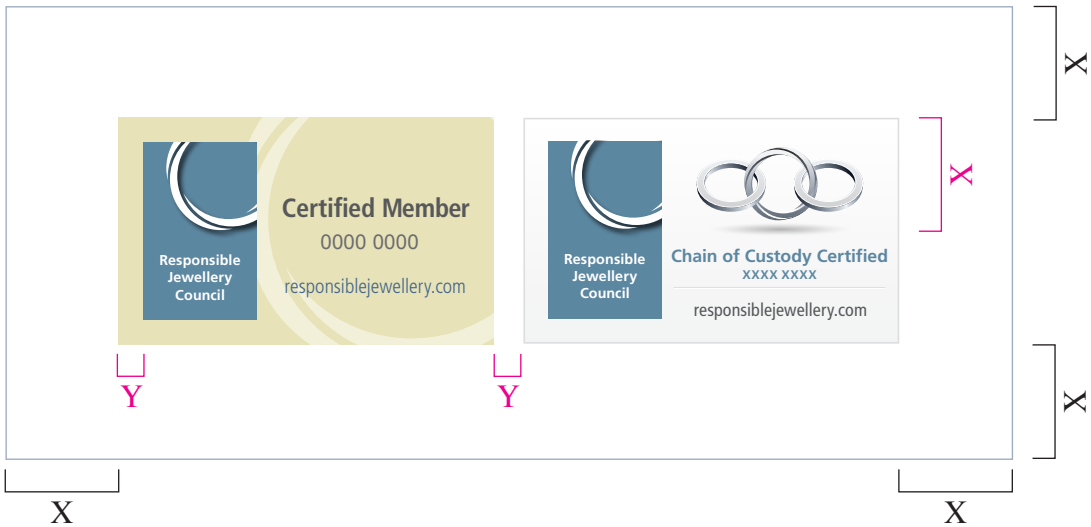 Responsible
Jewellery
Council
Certified Member
0000 0000
responsiblejewellery.com
Responsible
Jewellery
Council
Chain of Custody Certified
XXXX XXXX
responsiblejewellery.com
X
X
X
Y
Y
X
X